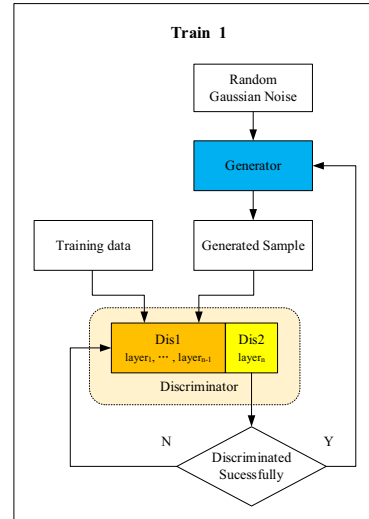 Train 1
Random
Gaussian Noise
Generator
Training data
Generated Sample
Dis1
layer₁, ⋯ , layerₙ₋₁
Dis2
layerₙ
Discriminator
N
Y
Discriminated
Sucessfully